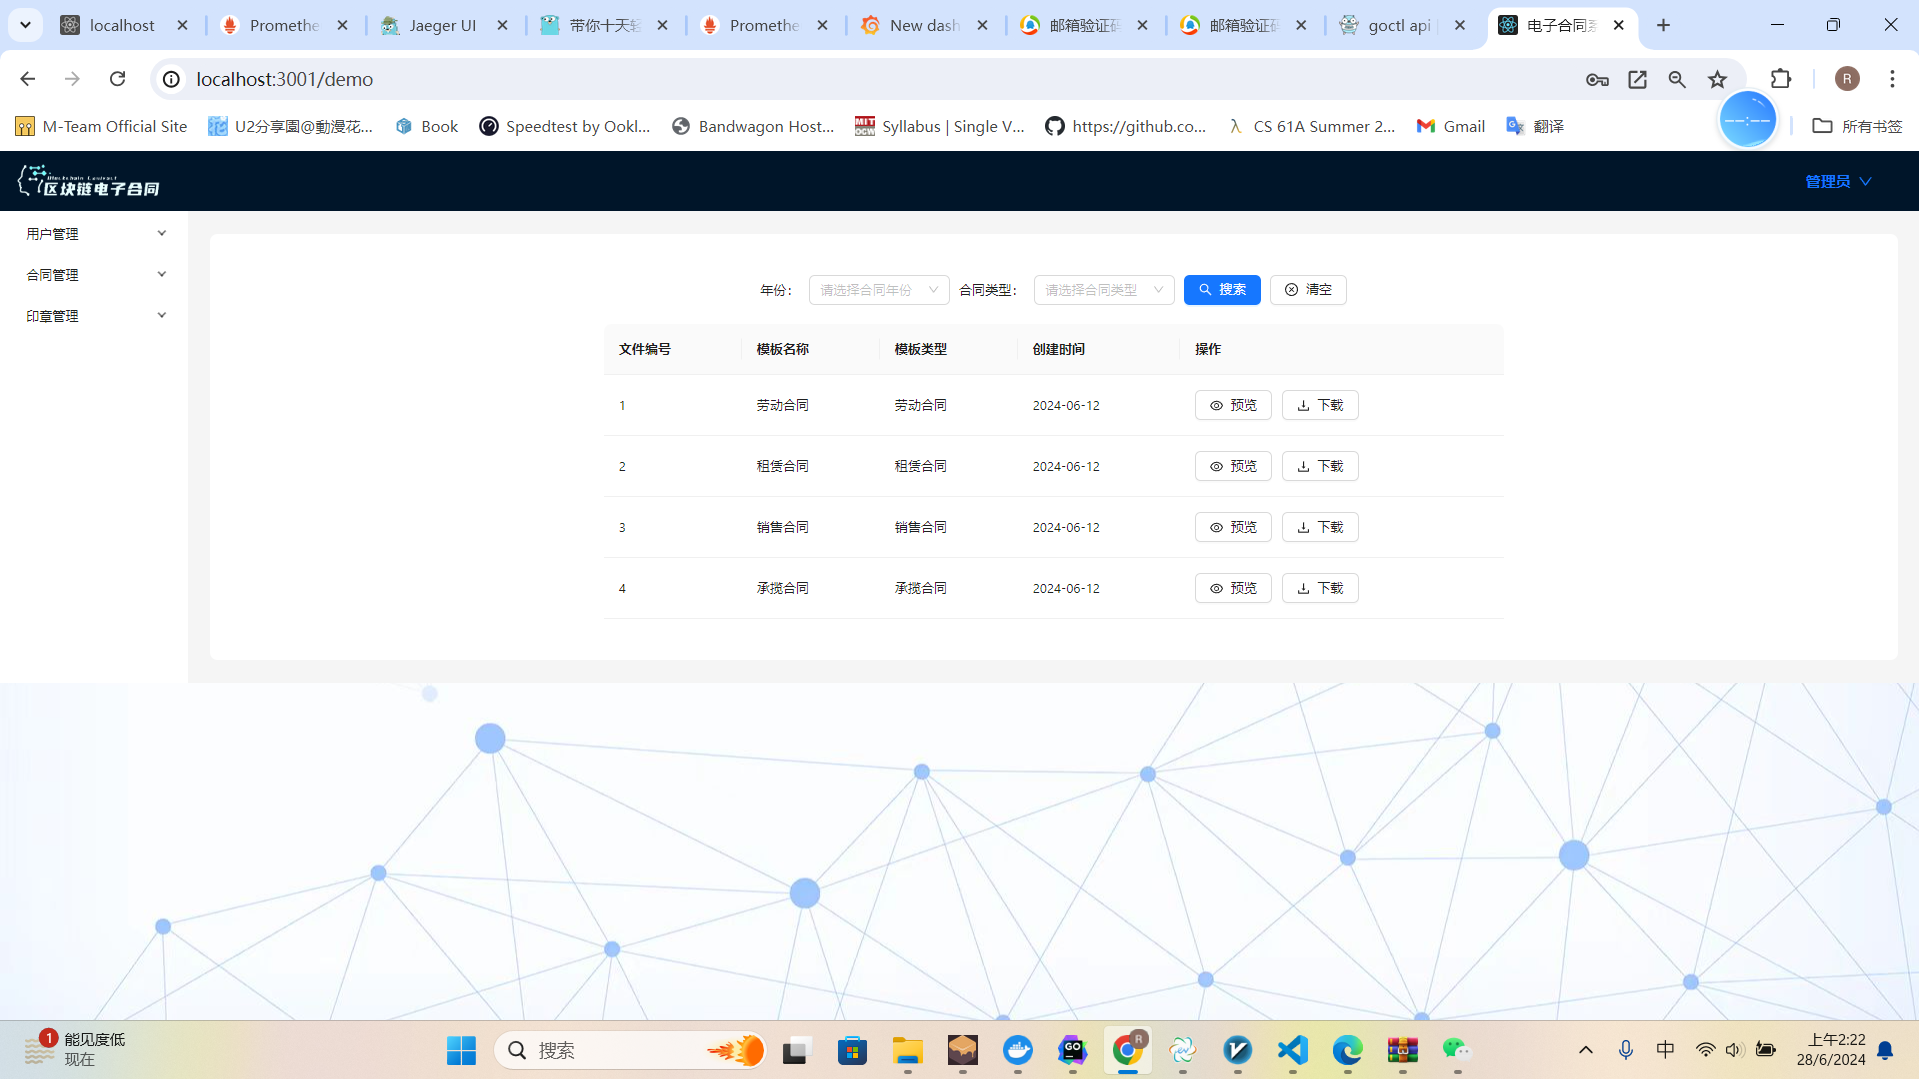 localhost
Promethe
Jaeger UI
带你十天轻
Promethe
New dash
邮箱验证码
邮箱验证码
goctl api
电子合同系
localhost:3001/demo
R
M-Team Official Site
U2分享園@動漫花...
Book
Speedtest by Ookl...
Bandwagon Host...
Syllabus | Single V...
https://github.co...
CS 61A Summer 2...
Gmail
翻译
--:--
所有书签
Blockchain Contract
区块链电子合同
管理员
用户管理
合同管理
印章管理
年份： 请选择合同年份 合同类型： 请选择合同类型 搜索 清空
文件编号 模板名称 模板类型 创建时间 操作
1 劳动合同 劳动合同 2024-06-12 预览 下载
2 租赁合同 租赁合同 2024-06-12 预览 下载
3 销售合同 销售合同 2024-06-12 预览 下载
4 承揽合同 承揽合同 2024-06-12 预览 下载
1
能见度低
现在
搜索
GO
R
中
上午2:22
28/6/2024